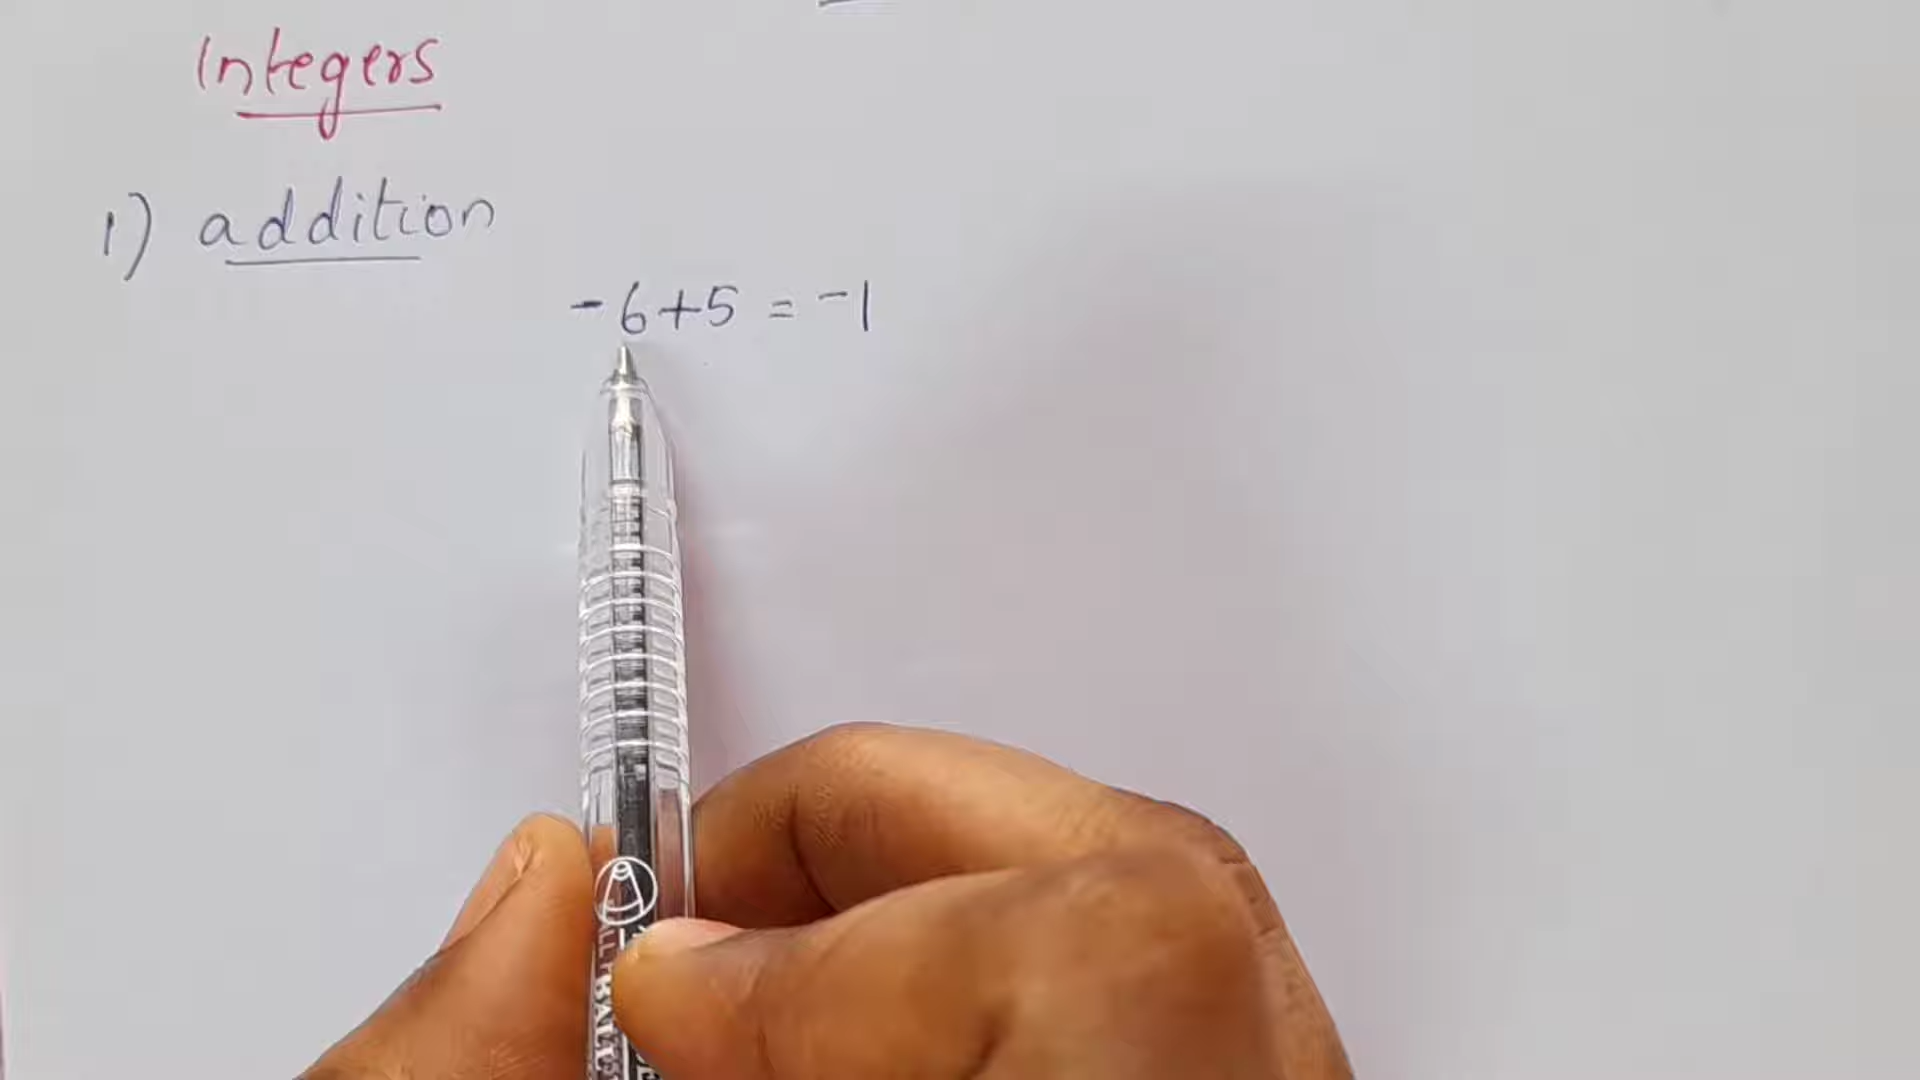 Integers
1) addition
-6+5 = -1